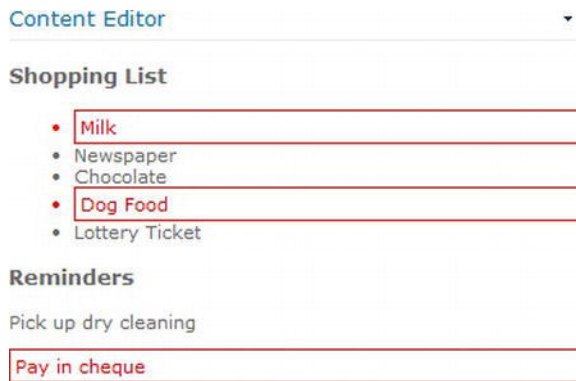 Content Editor
Shopping List
Milk
Newspaper
Chocolate
Dog Food
Lottery Ticket
Reminders
Pick up dry cleaning
Pay in cheque